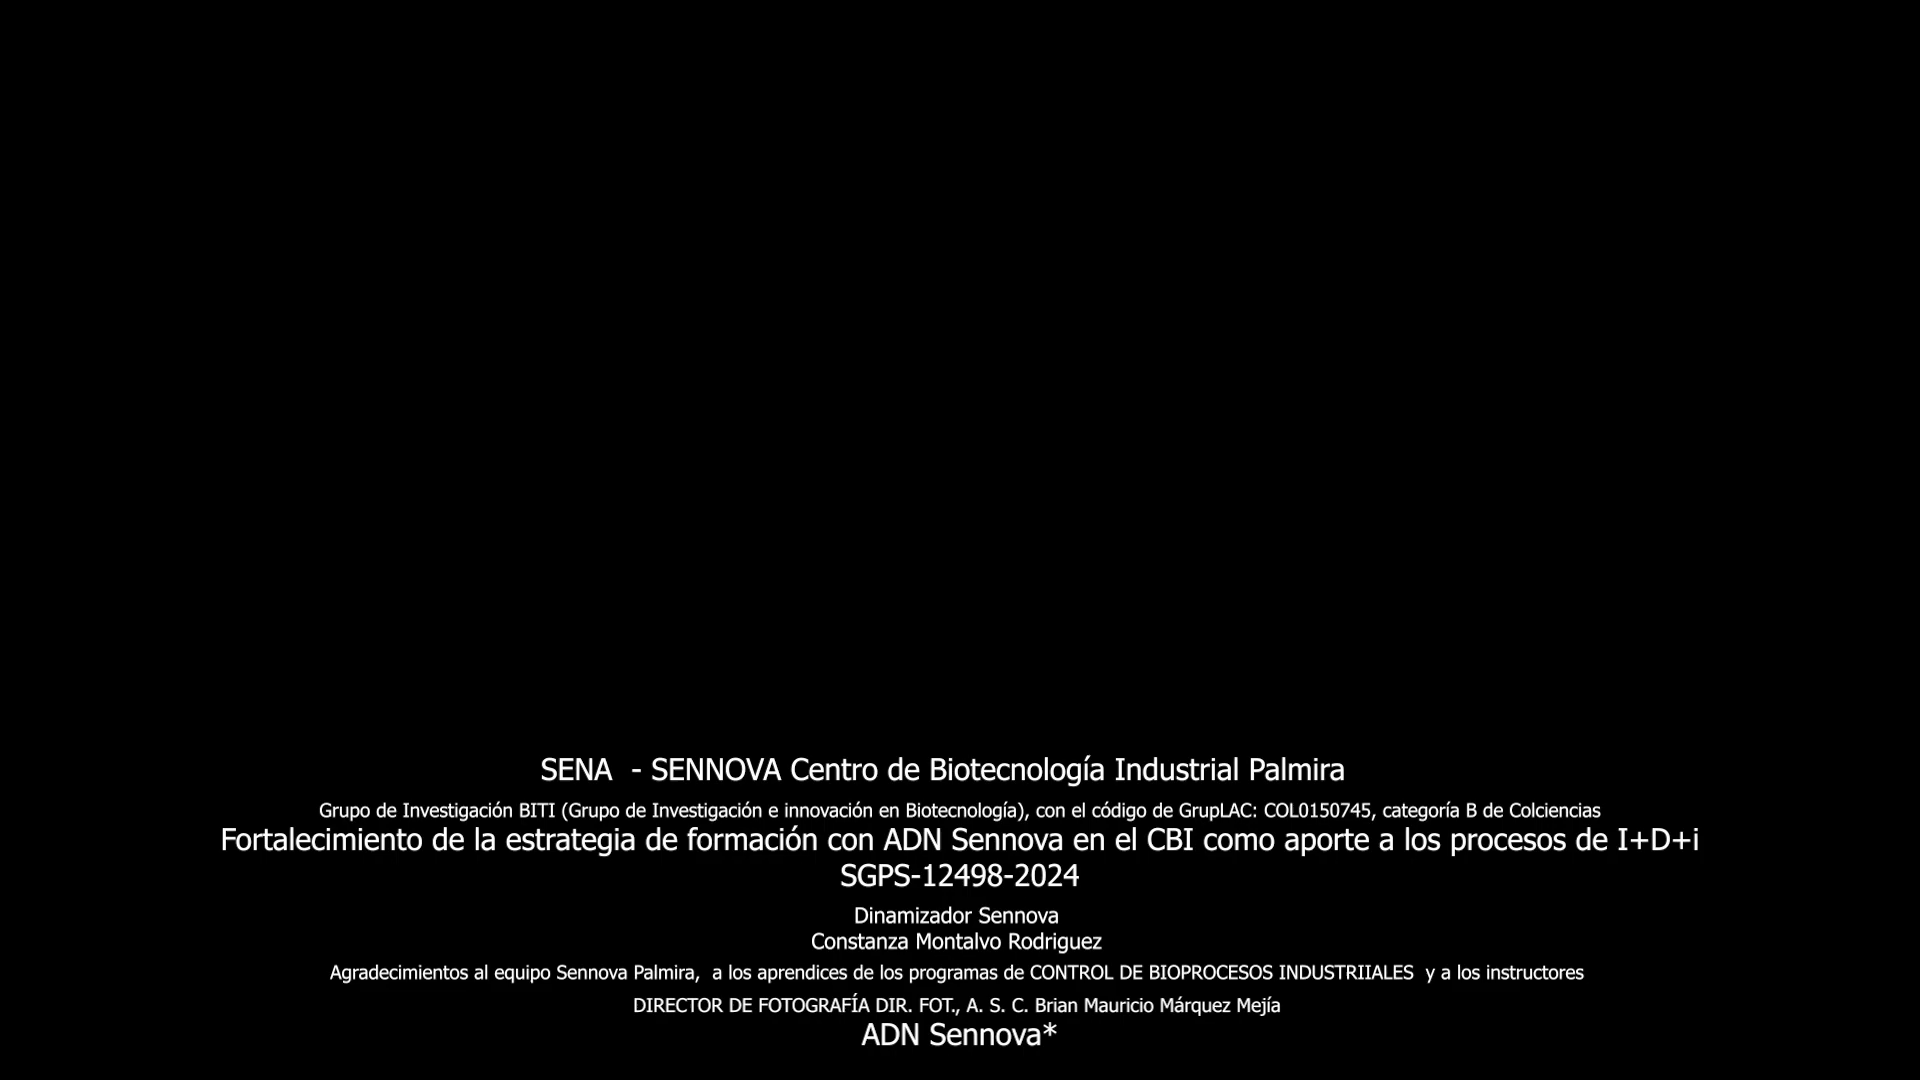 SENA  - SENNOVA Centro de Biotecnología Industrial Palmira
Grupo de Investigación BITI (Grupo de Investigación e innovación en Biotecnología), con el código de GrupLAC: COL0150745, categoría B de Colciencias
Fortalecimiento de la estrategia de formación con ADN Sennova en el CBI como aporte a los procesos de I+D+i
SGPS-12498-2024
Dinamizador Sennova
Constanza Montalvo Rodriguez
Agradecimientos al equipo Sennova Palmira,  a los aprendices de los programas de CONTROL DE BIOPROCESOS INDUSTRIIALES  y a los instructores
DIRECTOR DE FOTOGRAFÍA DIR. FOT., A. S. C. Brian Mauricio Márquez Mejía
ADN Sennova*